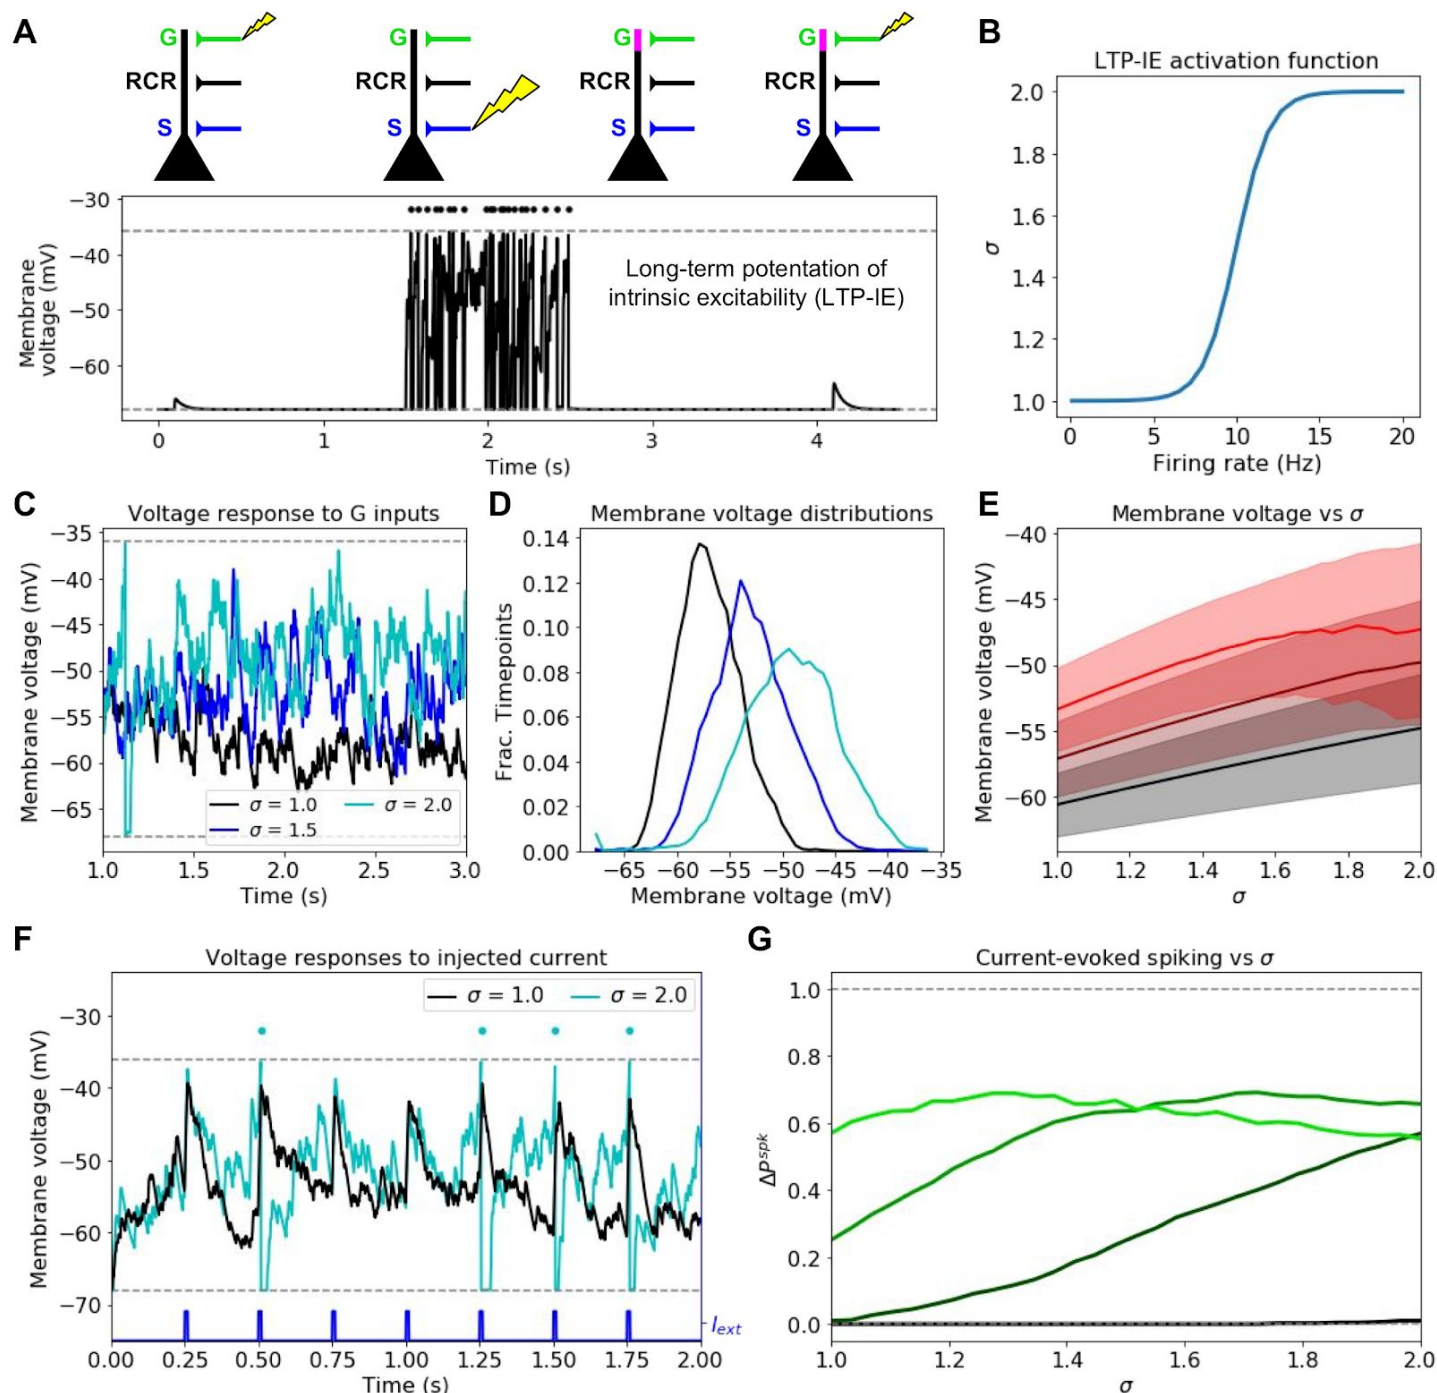 A
G
G
G
G
RCR
RCR
RCR
RCR
S
S
S
S
−30
−40
−50
−60
Membrane
voltage (mV)
Long-term potentation of
intrinsic excitability (LTP-IE)
0
1
2
3
4
Time (s)
B
LTP-IE activation function
2.0
1.8
1.6
1.4
1.2
1.0
σ
0
5
10
15
20
Firing rate (Hz)
C
Voltage response to G inputs
−35
−40
−45
−50
−55
−60
−65
Membrane voltage (mV)
σ = 1.0
σ = 2.0
σ = 1.5
1.0
1.5
2.0
2.5
3.0
Time (s)
D
Membrane voltage distributions
0.14
0.12
0.10
0.08
0.06
0.04
0.02
0.00
Frac. Timepoints
−65
−60
−55
−50
−45
−40
−35
Membrane voltage (mV)
E
Membrane voltage vs σ
−40
−45
−50
−55
−60
Membrane voltage (mV)
1.0
1.2
1.4
1.6
1.8
2.0
σ
F
Voltage responses to injected current
σ = 1.0
σ = 2.0
−30
−40
−50
−60
−70
Membrane voltage (mV)
I_ext
0.00
0.25
0.50
0.75
1.00
1.25
1.50
1.75
2.00
Time (s)
G
Current-evoked spiking vs σ
1.0
0.8
0.6
0.4
0.2
0.0
ΔP^spk
1.0
1.2
1.4
1.6
1.8
2.0
σ